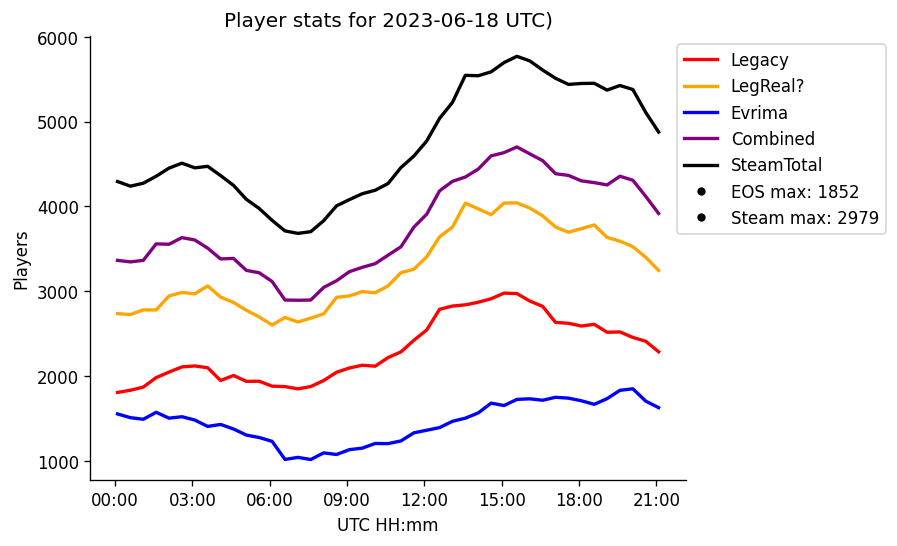 Player stats for 2023-06-18 UTC)
6000
5000
4000
3000
2000
1000
Players
00:00 03:00 06:00 09:00 12:00 15:00 18:00 21:00
UTC HH:mm
Legacy
LegReal?
Evrima
Combined
SteamTotal
EOS max: 1852
Steam max: 2979